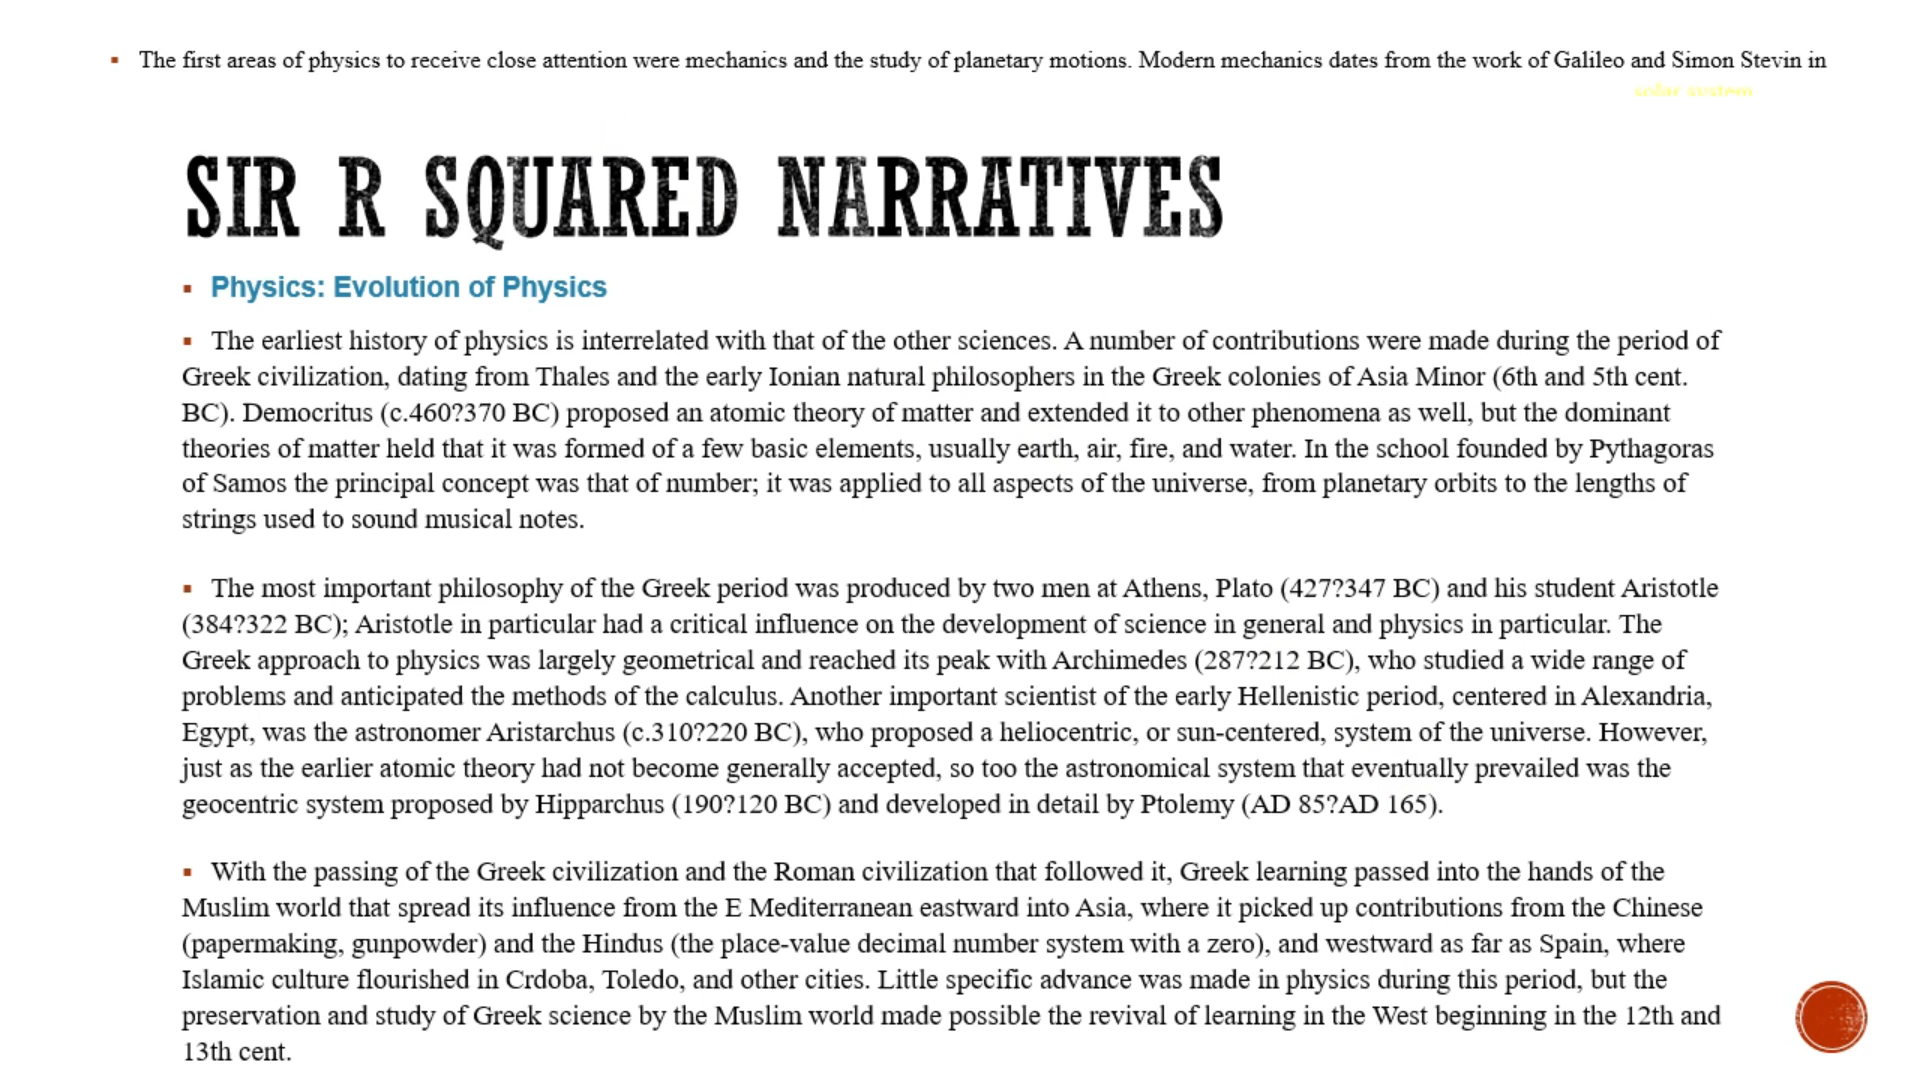 The first areas of physics to receive close attention were mechanics and the study of planetary motions. Modern mechanics dates from the work of Galileo and Simon Stevin in
solar system
SIR R SQUARED NARRATIVES
Physics: Evolution of Physics
The earliest history of physics is interrelated with that of the other sciences. A number of contributions were made during the period of
Greek civilization, dating from Thales and the early Ionian natural philosophers in the Greek colonies of Asia Minor (6th and 5th cent.
BC). Democritus (c.460?370 BC) proposed an atomic theory of matter and extended it to other phenomena as well, but the dominant
theories of matter held that it was formed of a few basic elements, usually earth, air, fire, and water. In the school founded by Pythagoras
of Samos the principal concept was that of number; it was applied to all aspects of the universe, from planetary orbits to the lengths of
strings used to sound musical notes.
The most important philosophy of the Greek period was produced by two men at Athens, Plato (427?347 BC) and his student Aristotle
(384?322 BC); Aristotle in particular had a critical influence on the development of science in general and physics in particular. The
Greek approach to physics was largely geometrical and reached its peak with Archimedes (287?212 BC), who studied a wide range of
problems and anticipated the methods of the calculus. Another important scientist of the early Hellenistic period, centered in Alexandria,
Egypt, was the astronomer Aristarchus (c.310?220 BC), who proposed a heliocentric, or sun-centered, system of the universe. However,
just as the earlier atomic theory had not become generally accepted, so too the astronomical system that eventually prevailed was the
geocentric system proposed by Hipparchus (190?120 BC) and developed in detail by Ptolemy (AD 85?AD 165).
With the passing of the Greek civilization and the Roman civilization that followed it, Greek learning passed into the hands of the
Muslim world that spread its influence from the E Mediterranean eastward into Asia, where it picked up contributions from the Chinese
(papermaking, gunpowder) and the Hindus (the place-value decimal number system with a zero), and westward as far as Spain, where
Islamic culture flourished in Crdoba, Toledo, and other cities. Little specific advance was made in physics during this period, but the
preservation and study of Greek science by the Muslim world made possible the revival of learning in the West beginning in the 12th and
13th cent.